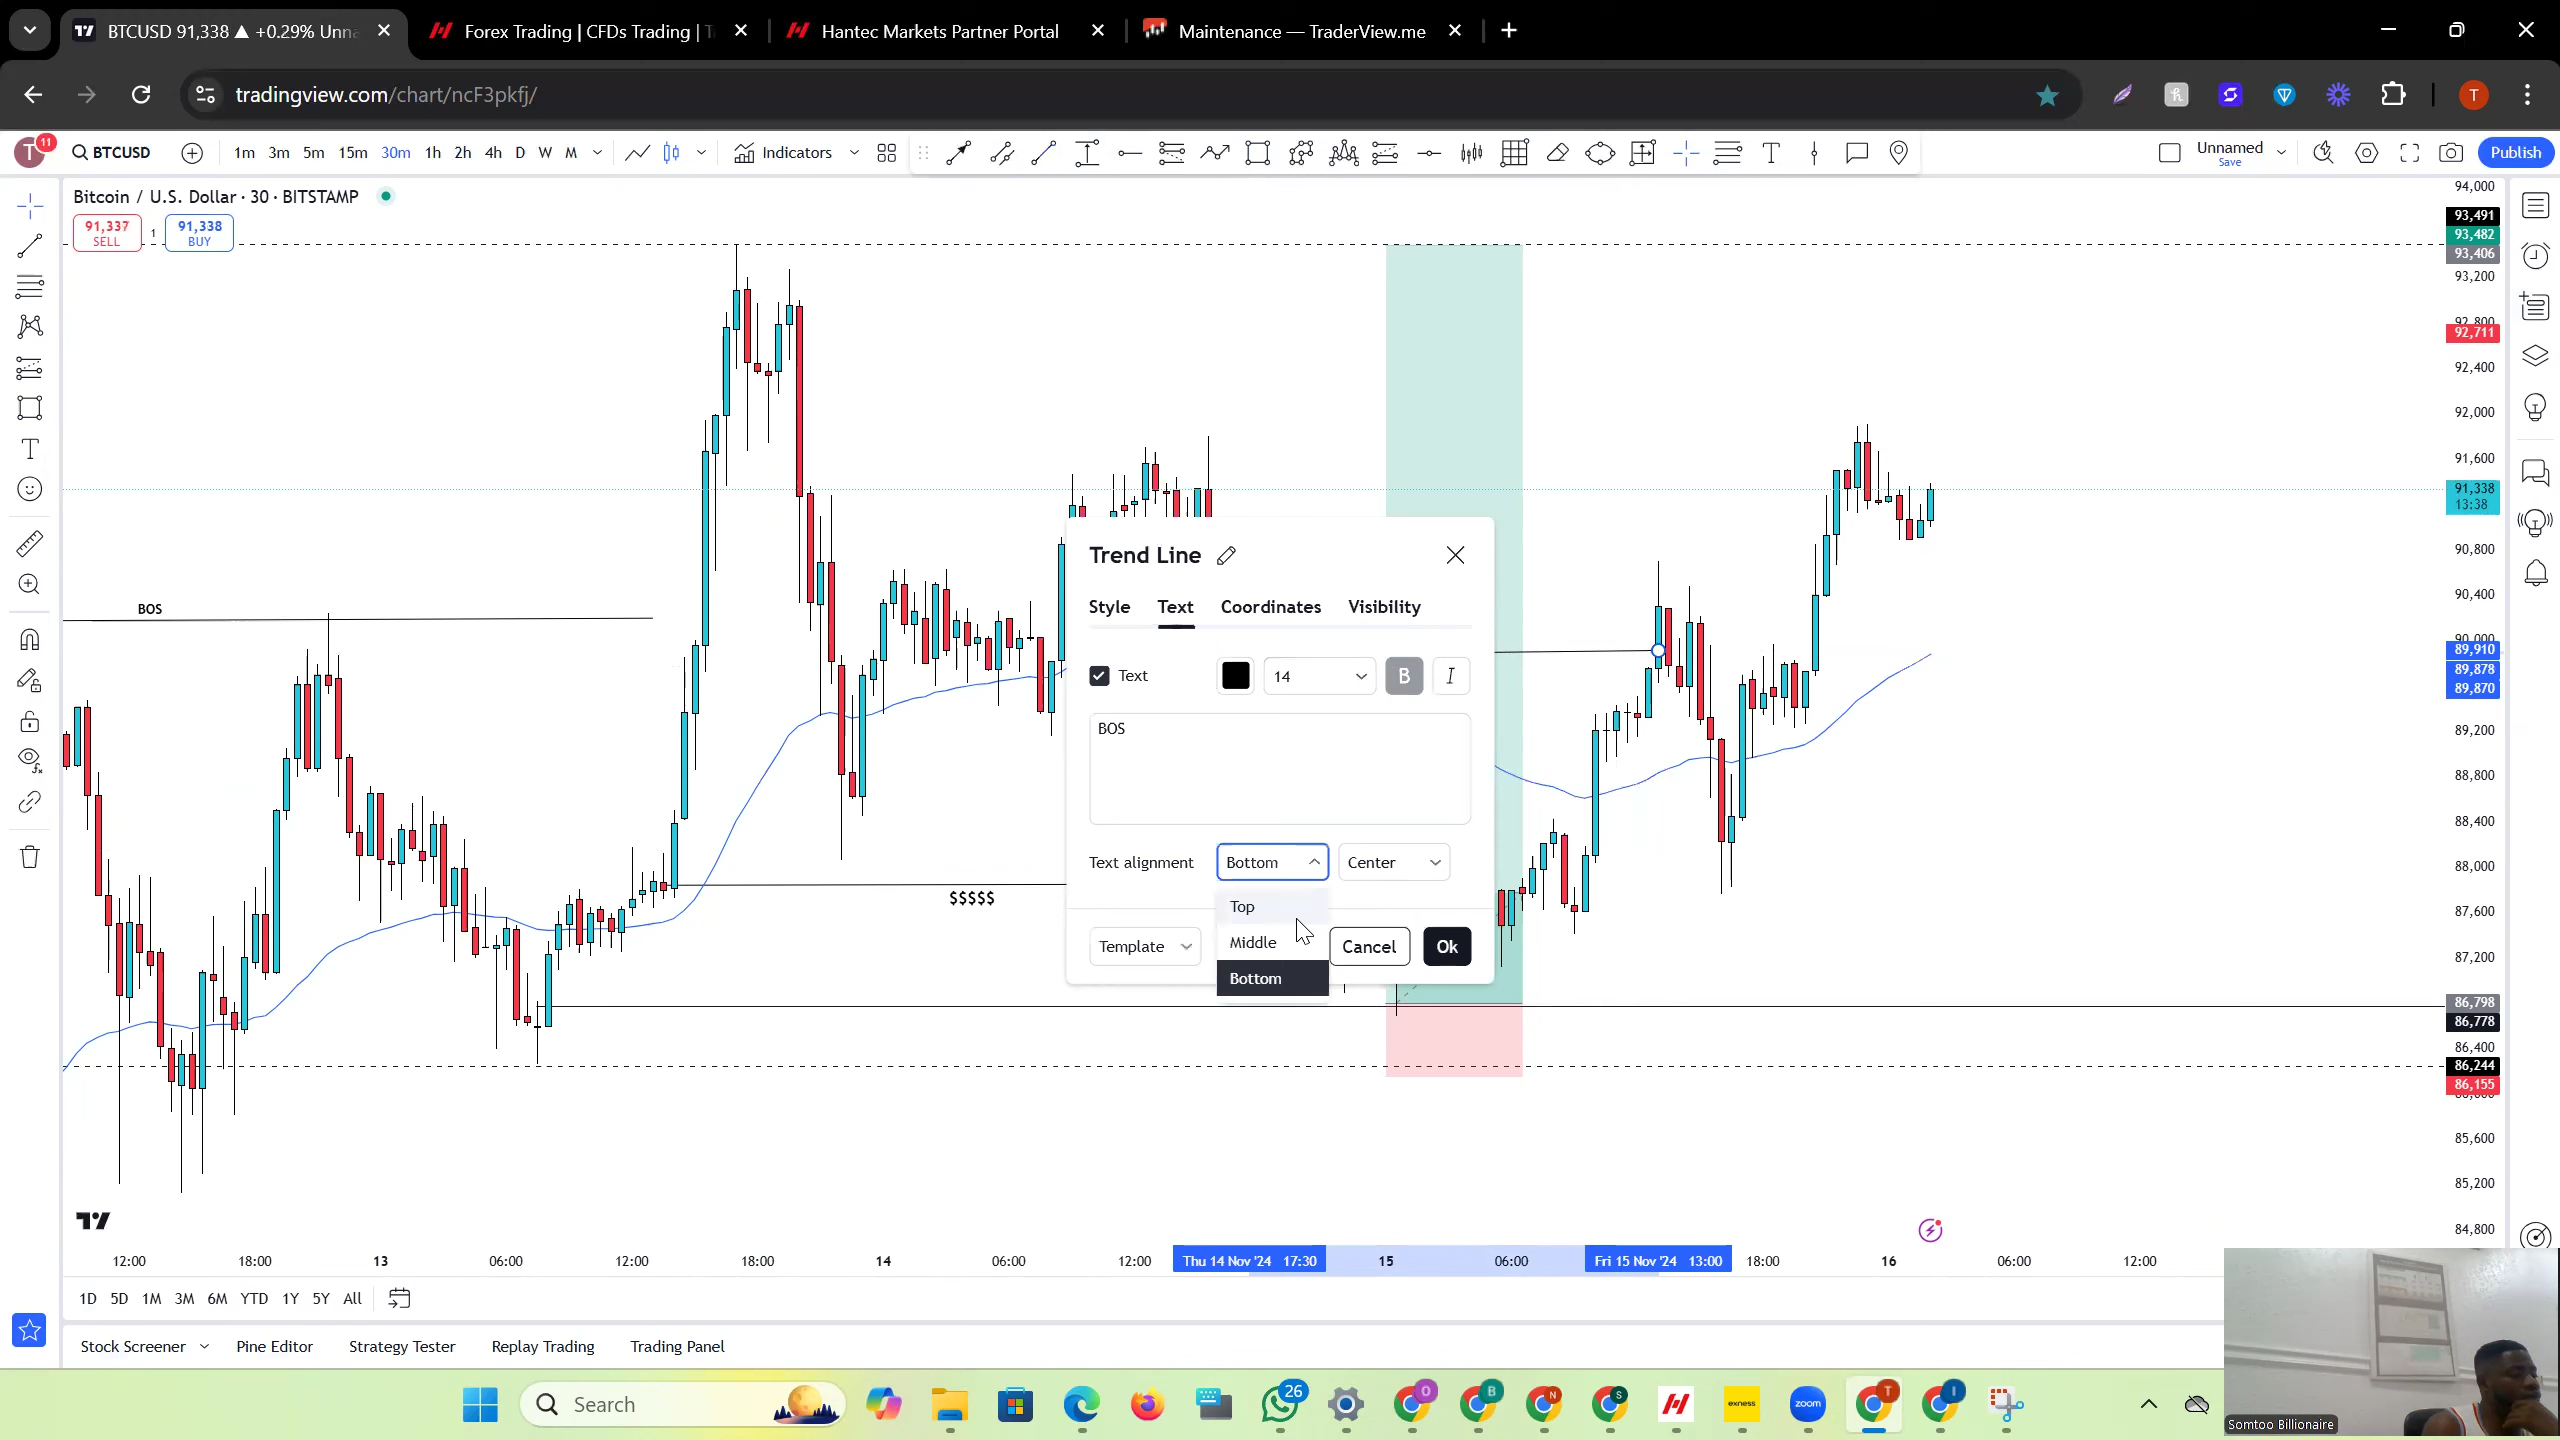 BTCUSD 91,338 ▲ +0.29% Unna
Forex Trading | CFDs Trading | T
Hantec Markets Partner Portal
Maintenance — TraderView.me
tradingview.com/chart/ncF3pkfj/
T
T
11
BTCUSD
1m 3m 5m 15m 30m 1h 2h 4h D W M
Indicators
Unnamed
Save
Publish
Bitcoin / U.S. Dollar · 30 · BITSTAMP
91,337
SELL
1
91,338
BUY
94,000
93,491
93,482
93,406
93,200
92,800
92,711
92,400
92,000
91,600
91,338
13:38
90,800
90,400
90,000
89,910
89,878
89,870
89,200
88,800
88,400
88,000
87,600
87,200
86,798
86,778
86,400
86,244
86,155
85,600
85,200
84,800
BOS
$$$$$
Trend Line
Style Text Coordinates Visibility
Text
14
B
I
BOS
Text alignment
Bottom
Center
Top
Middle
Bottom
Template
Cancel
Ok
12:00 18:00 13 06:00 12:00 18:00 14 06:00 12:00 Thu 14 Nov '24 17:30 15 06:00 Fri 15 Nov '24 13:00 18:00 16 06:00 12:00
1D 5D 1M 3M 6M YTD 1Y 5Y All
Stock Screener
Pine Editor
Strategy Tester
Replay Trading
Trading Panel
Search
26
O
B
N
S
exness
zoom
T
I
Somtoo Billionaire